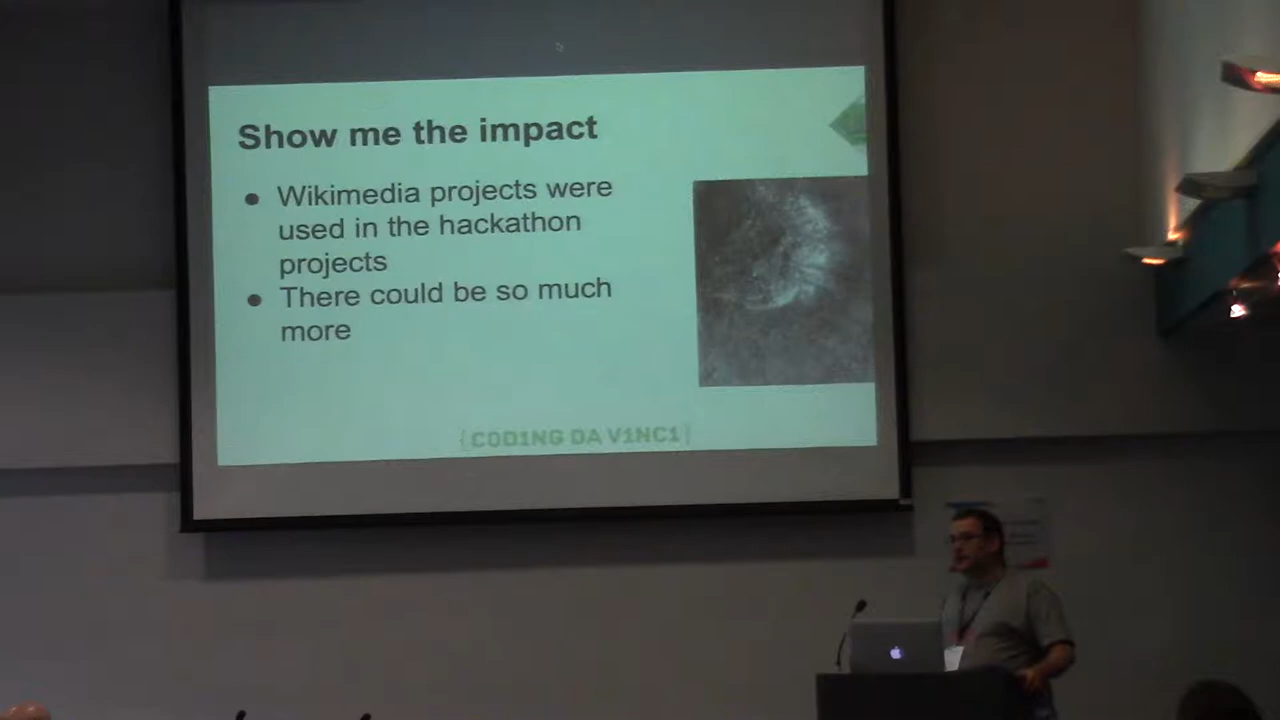 Show me the impact
● Wikimedia projects were
used in the hackathon
projects
● There could be so much
more
{COD1NG DA V1NC1}